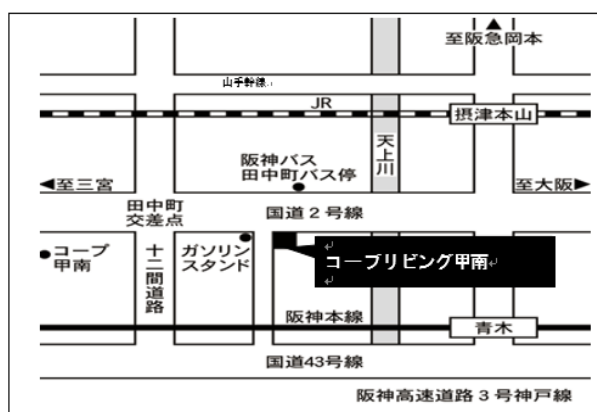 至阪急岡本
山手幹線
JR
摂津本山
天上川
阪神バス
田中町バス停
至三宮
至大阪
田中町
交差点
国道2号線
コープ
甲南
十二間道路
ガソリン
スタンド
コープリビング甲南
阪神本線
青木
国道43号線
阪神高速道路3号神戸線